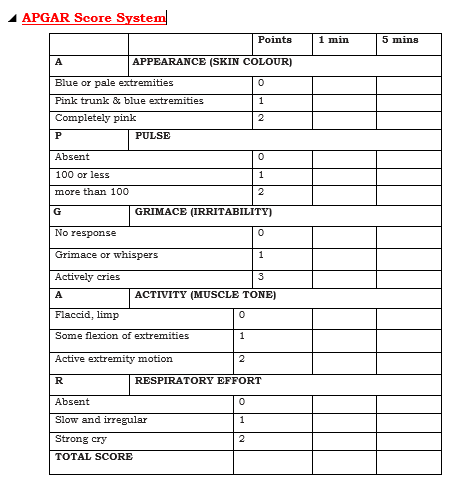 APGAR Score System
Points 1 min 5 mins
A APPEARANCE (SKIN COLOUR)
Blue or pale extremities 0
Pink trunk & blue extremities 1
Completely pink 2
P PULSE
Absent 0
100 or less 1
more than 100 2
G GRIMACE (IRRITABILITY)
No response 0
Grimace or whispers 1
Actively cries 3
A ACTIVITY (MUSCLE TONE)
Flaccid, limp 0
Some flexion of extremities 1
Active extremity motion 2
R RESPIRATORY EFFORT
Absent 0
Slow and irregular 1
Strong cry 2
TOTAL SCORE